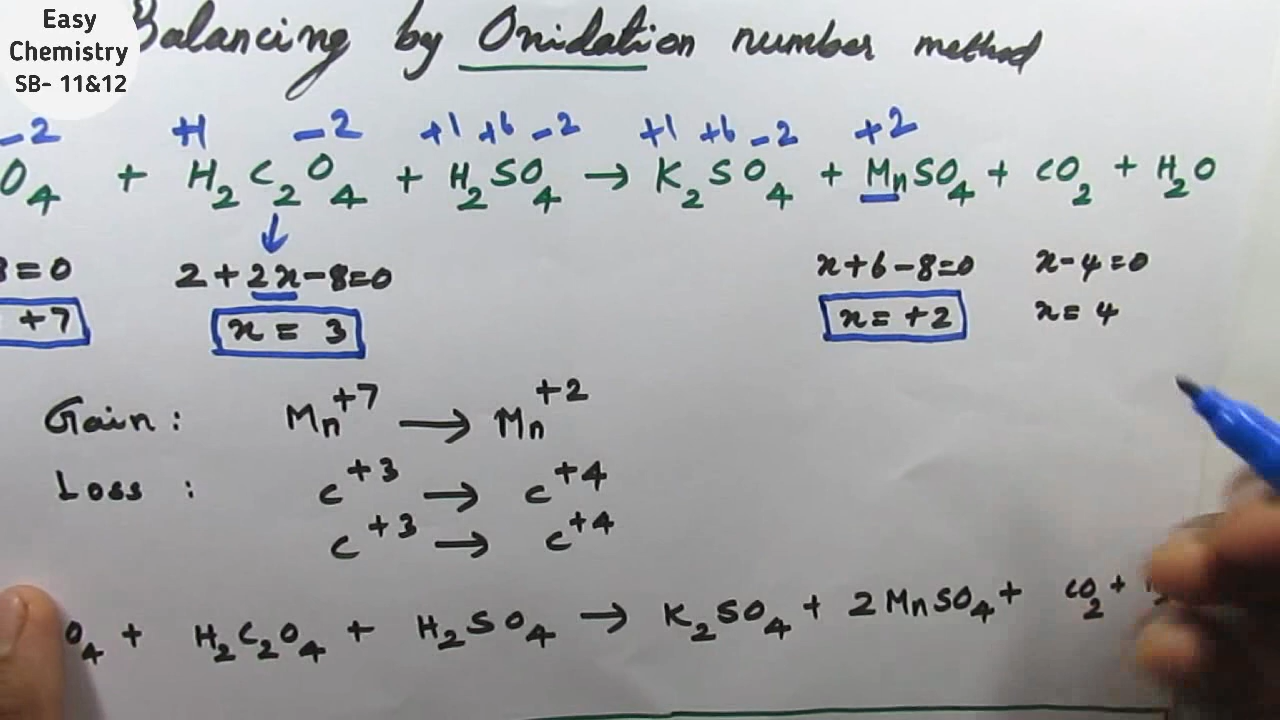 Easy
Chemistry
SB- 11&12
Balancing by Oxidation number method
-2 +1 -2 +1 +6 -2 +1 +6 -2 +2
O₄ + H₂C₂O₄ + H₂SO₄ → K₂SO₄ + MnSO₄ + CO₂ + H₂O
8=0 2+2x-8=0 x+6-8=0 x-4=0
+7 x = 3 x = +2 x = 4
Gain : Mn⁺⁷ → Mn⁺²
Loss : C⁺³ → C⁺⁴
C⁺³ → C⁺⁴
O₄ + H₂C₂O₄ + H₂SO₄ → K₂SO₄ + 2MnSO₄ + CO₂ +